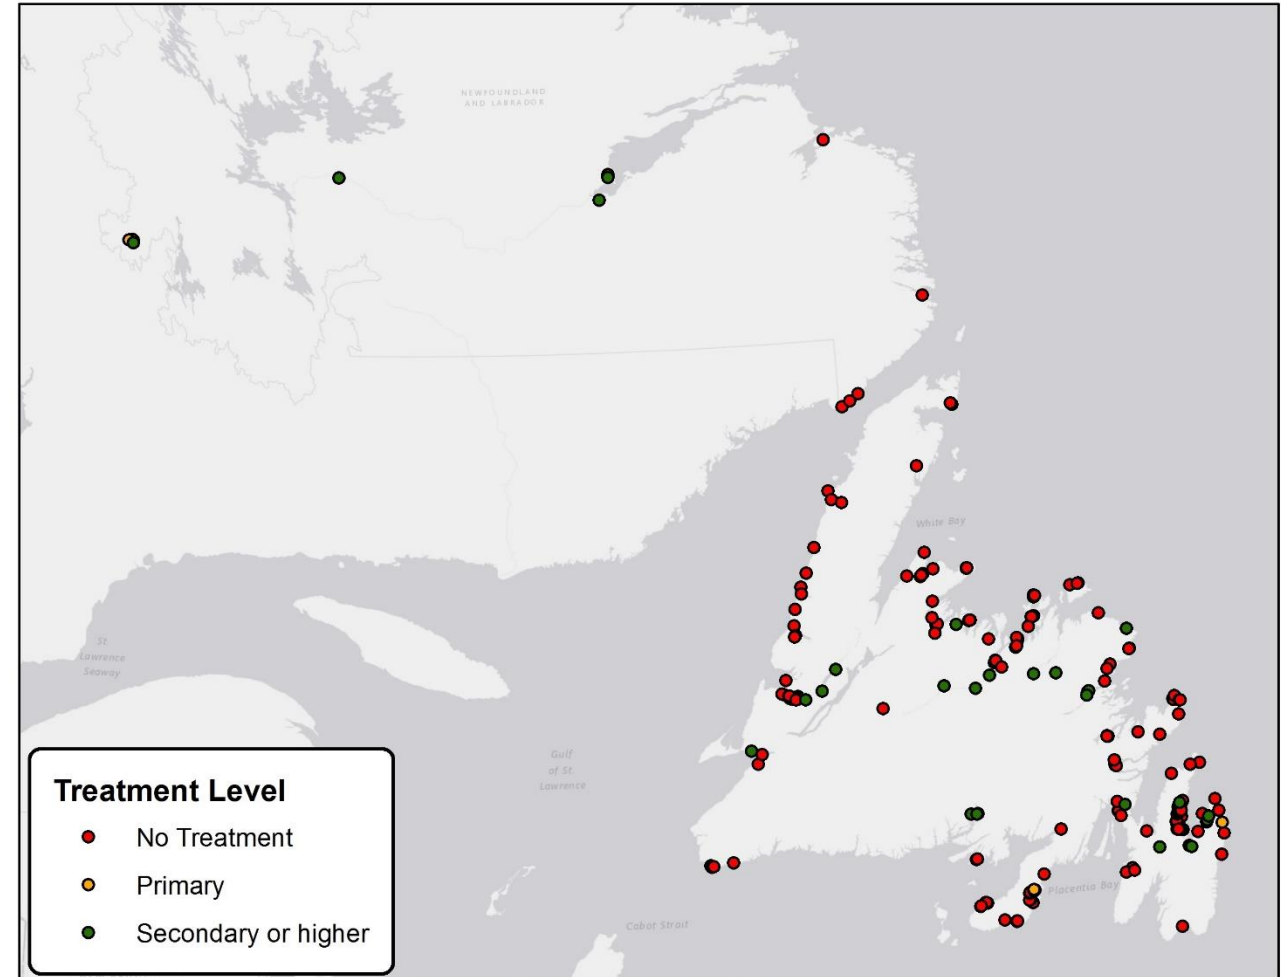 NEWFOUNDLAND
AND LABRADOR
White Bay
St.
Lawrence
Seaway
Gulf
of St.
Lawrence
Placentia Bay
Cabot Strait
Treatment Level
No Treatment
Primary
Secondary or higher